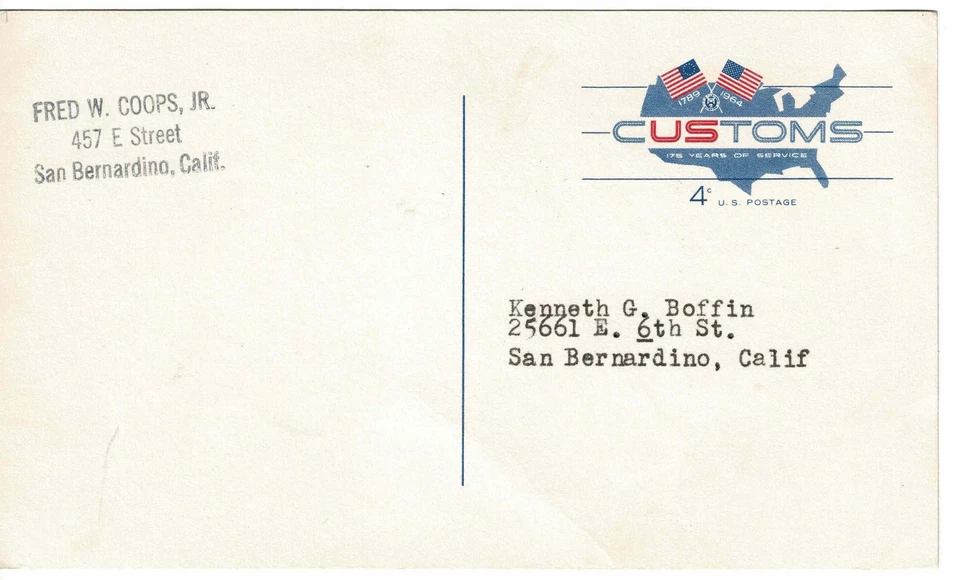 FRED W. COOPS, JR.
457 E Street
San Bernardino, Calif.
1789 1964
CUSTOMS
175 YEARS OF SERVICE
4c U.S. POSTAGE
Kenneth G. Boffin
25661 E. 6th St.
San Bernardino, Calif